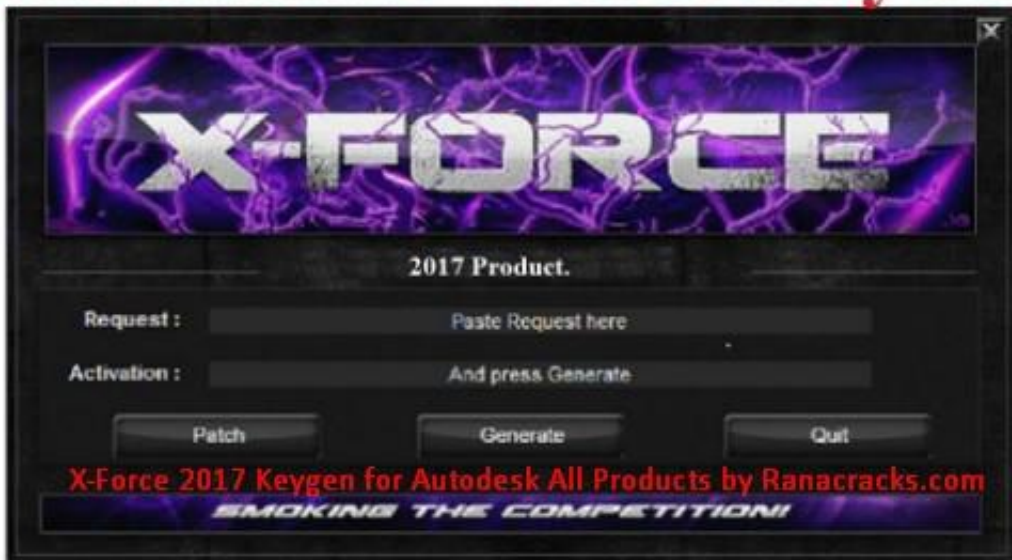 X-FORCE
2017 Product.
Request :
Paste Request here
Activation :
And press Generate
Patch
Generate
Quit
X-Force 2017 Keygen for Autodesk All Products by Ranacracks.com
SMOKING THE COMPETITION!